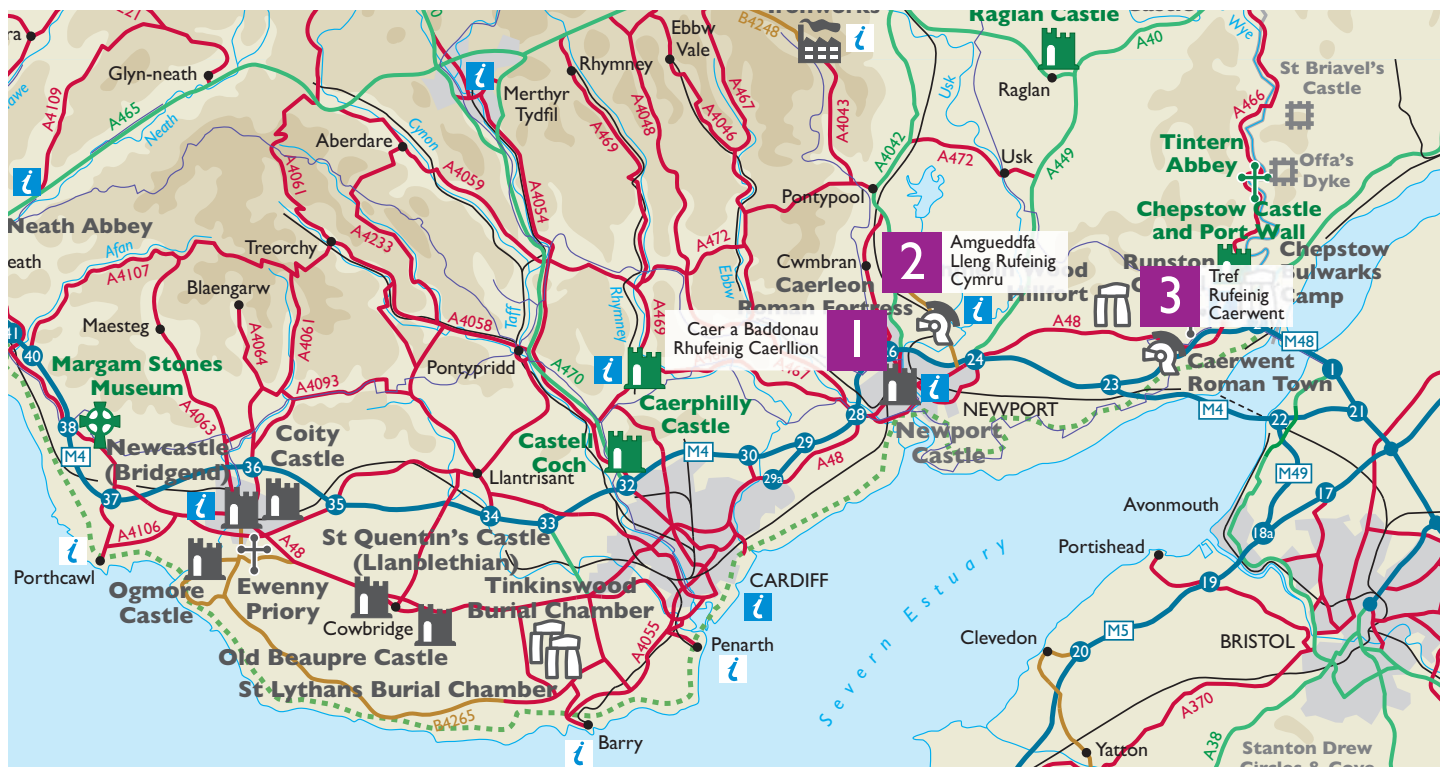 Ironworks
B4248
Raglan Castle
A40
Wye
Ebbw
Vale
Rhymney
Glyn-neath
A4109
A465
Neath
Merthyr
Tydfil
Cynon
Aberdare
A4059
A4061
A4054
A469
A4048
A467
A4046
A4043
Usk
Raglan
St Briavel's
Castle
A466
Tintern
Abbey
Offa's
Dyke
A4042
A472
Usk
A449
Pontypool
Chepstow Castle
and Port Wall
Neath Abbey
Afan
eath
A4107
Treorchy
A4233
A472
Cwmbran
Caerleon
Roman Fortress
2
Amgueddfa
Lleng Rufeinig
Cymru
Hillfort
Runston
3
Tref
Rufeinig
Caerwent
Chepstow
Bulwarks
Camp
Blaengarw
Maesteg
A4064
A4061
A4058
Taff
Rhymney
Ebbw
A469
Caer a Baddonau
Rhufeinig Caerllion
1
A48
M48
41
40
Margam Stones
Museum
Pontypridd
A470
A4093
A4063
24
23
Caerwent
Roman Town
1
Caerphilly
Castle
28
NEWPORT
Newport
Castle
M4
22
21
38
M4
Newcastle
(Bridgend)
Coity
Castle
36
Castell
Coch
M4
30
29
29a
A48
M49
37
35
Llantrisant
32
34
33
17
18a
Avonmouth
A4106
A48
St Quentin's Castle
(Llanblethian)
Porthcawl
Ogmore
Castle
Ewenny
Priory
Tinkinswood
Burial Chamber
CARDIFF
Portishead
19
Severn Estuary
Cowbridge
A4055
Penarth
Clevedon
20
M5
BRISTOL
Old Beaupre Castle
St Lythans Burial Chamber
B4265
A370
Barry
Yatton
A38
Stanton Drew
Circles & Cove